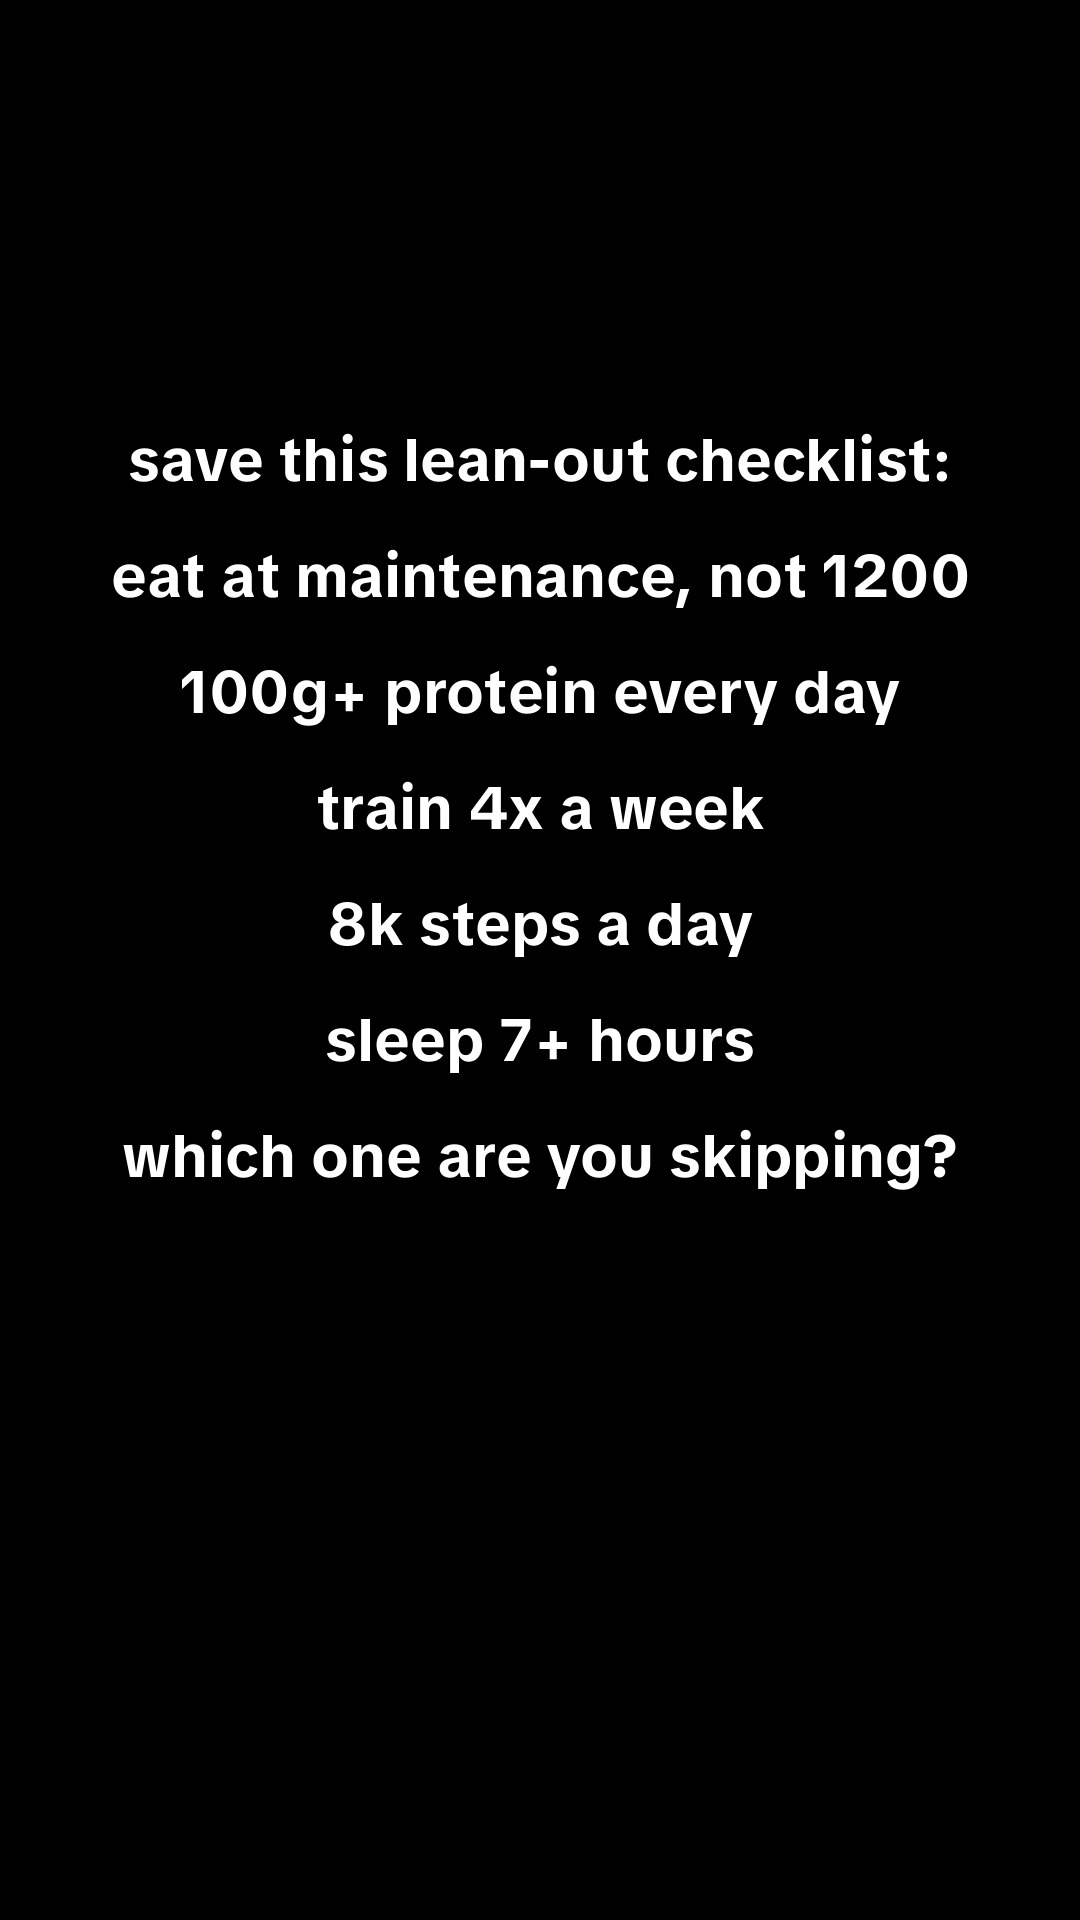 save this lean-out checklist:
eat at maintenance, not 1200
100g+ protein every day
train 4x a week
8k steps a day
sleep 7+ hours
which one are you skipping?